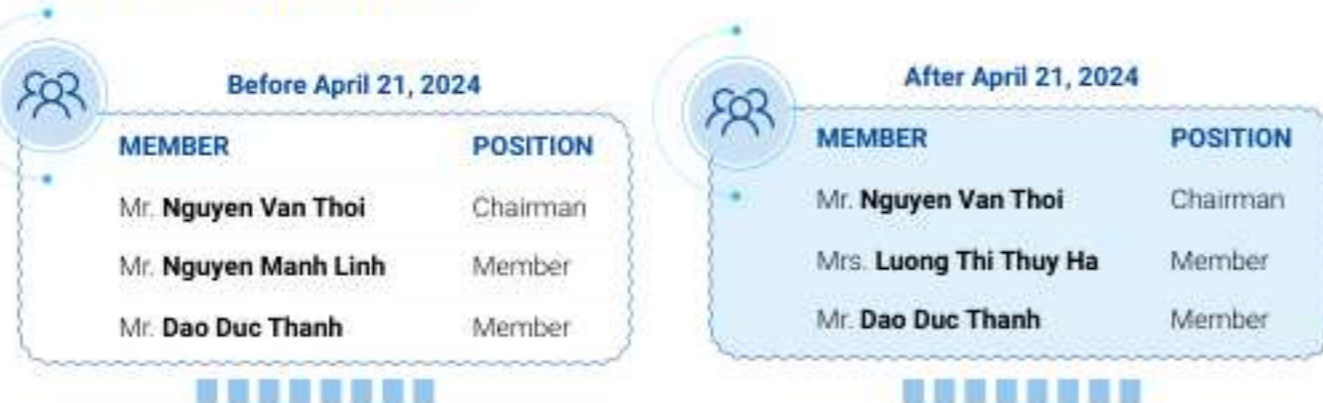 Before April 21, 2024
MEMBER POSITION
Mr. Nguyen Van Thoi Chairman
Mr. Nguyen Manh Linh Member
Mr. Dao Duc Thanh Member
After April 21, 2024
MEMBER POSITION
Mr. Nguyen Van Thoi Chairman
Mrs. Luong Thi Thuy Ha Member
Mr. Dao Duc Thanh Member